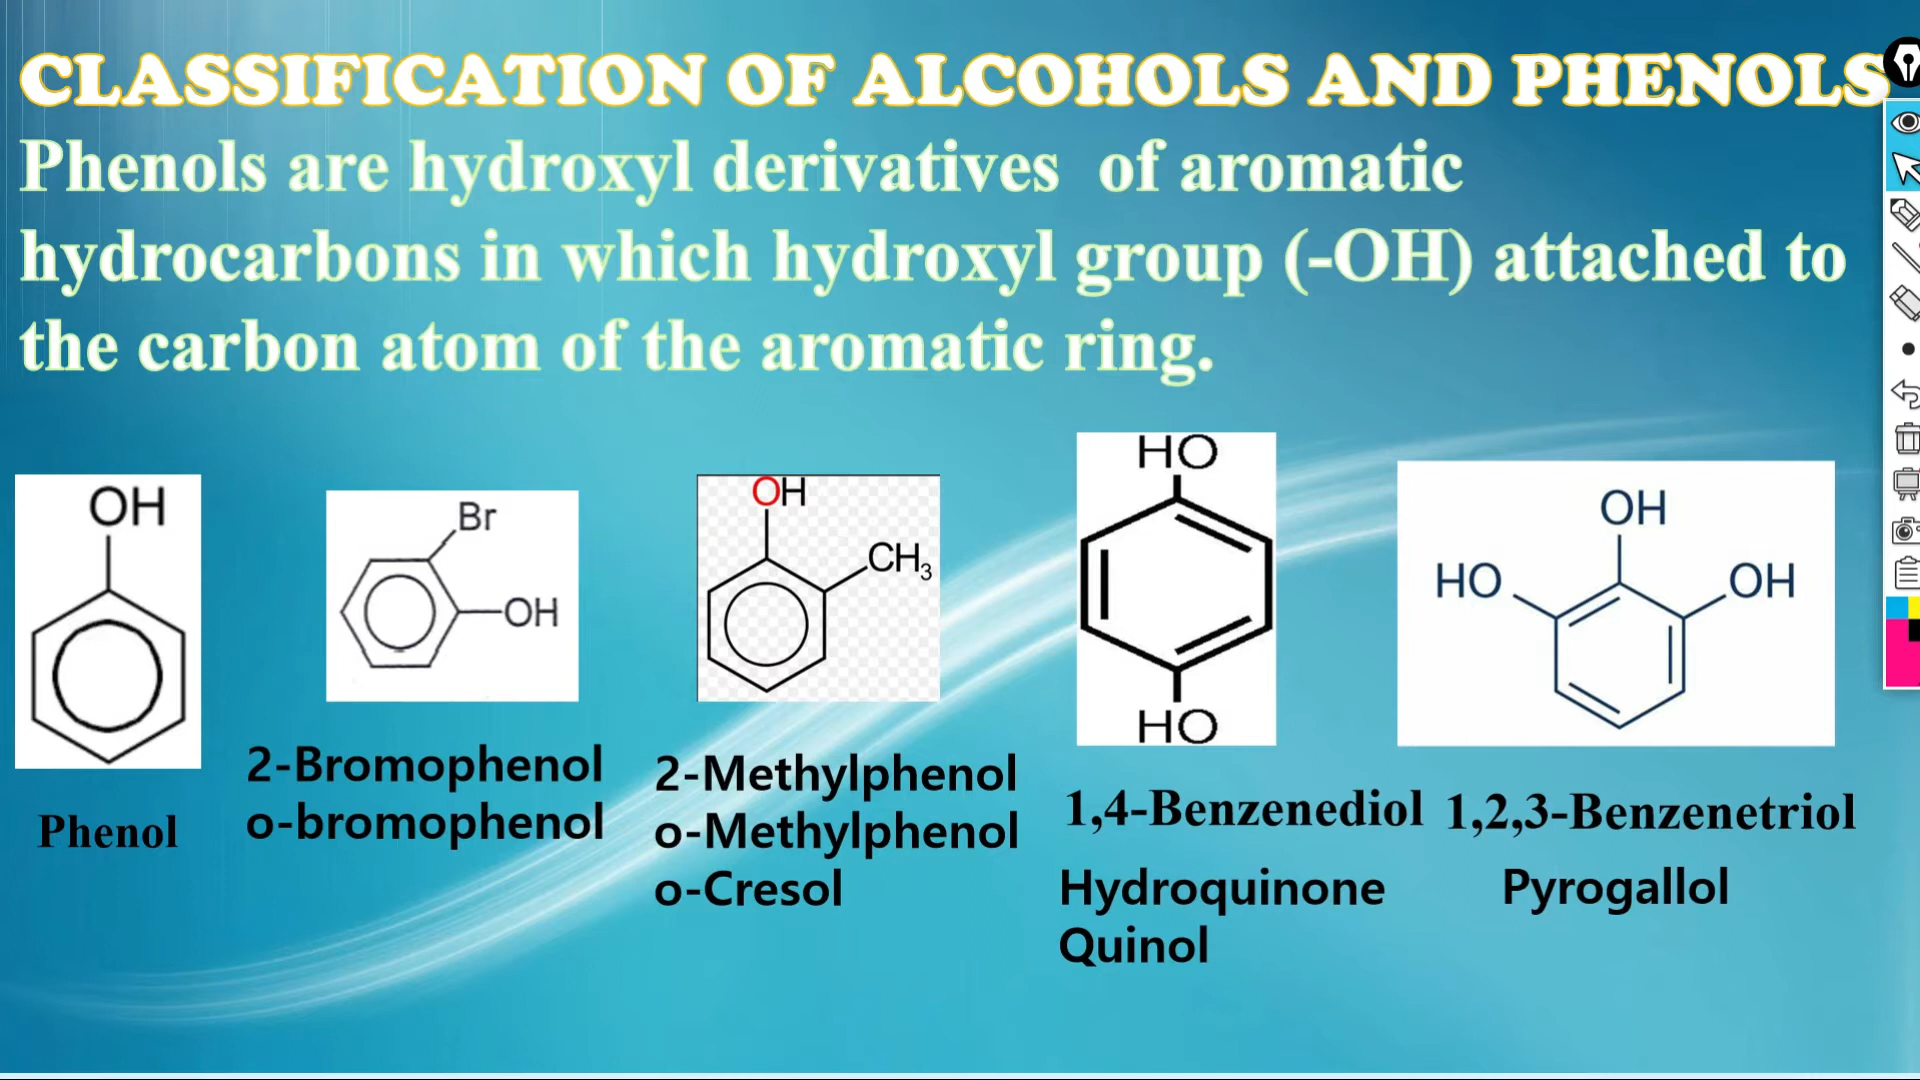 CLASSIFICATION OF ALCOHOLS AND PHENOLS
Phenols are hydroxyl derivatives of aromatic
hydrocarbons in which hydroxyl group (-OH) attached to
the carbon atom of the aromatic ring.
OH
Phenol
Br
OH
2-Bromophenol
o-bromophenol
OH
CH3
2-Methylphenol
o-Methylphenol
o-Cresol
HO
HO
1,4-Benzenediol
Hydroquinone
Quinol
OH
HO
OH
1,2,3-Benzenetriol
Pyrogallol